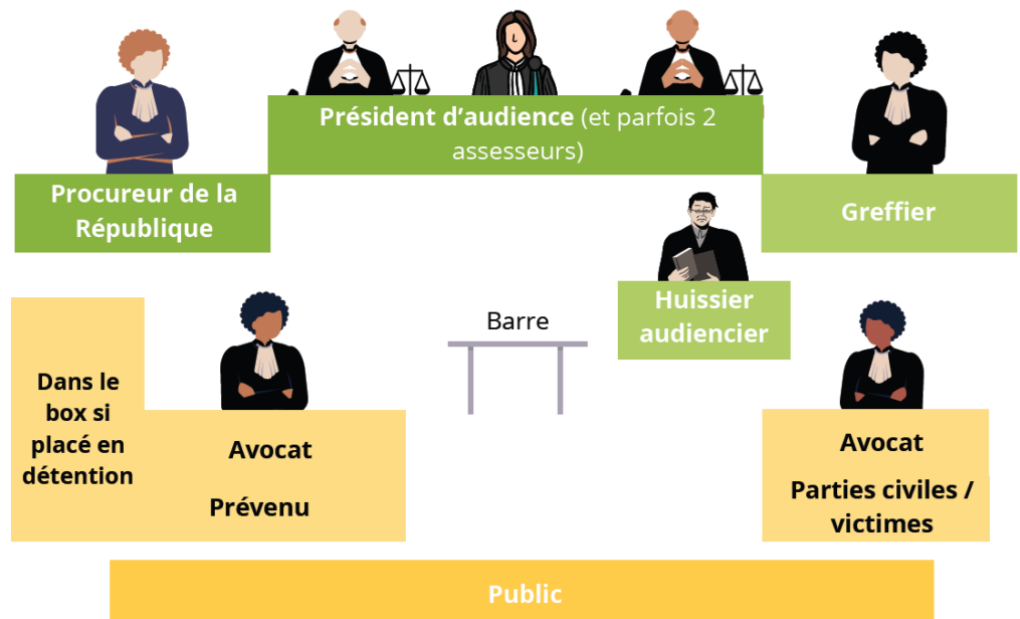 Président d’audience (et parfois 2
assesseurs)
Procureur de la
République
Greffier
Huissier
audiencier
Barre
Dans le
box si
placé en
détention
Avocat
Prévenu
Avocat
Parties civiles /
victimes
Public